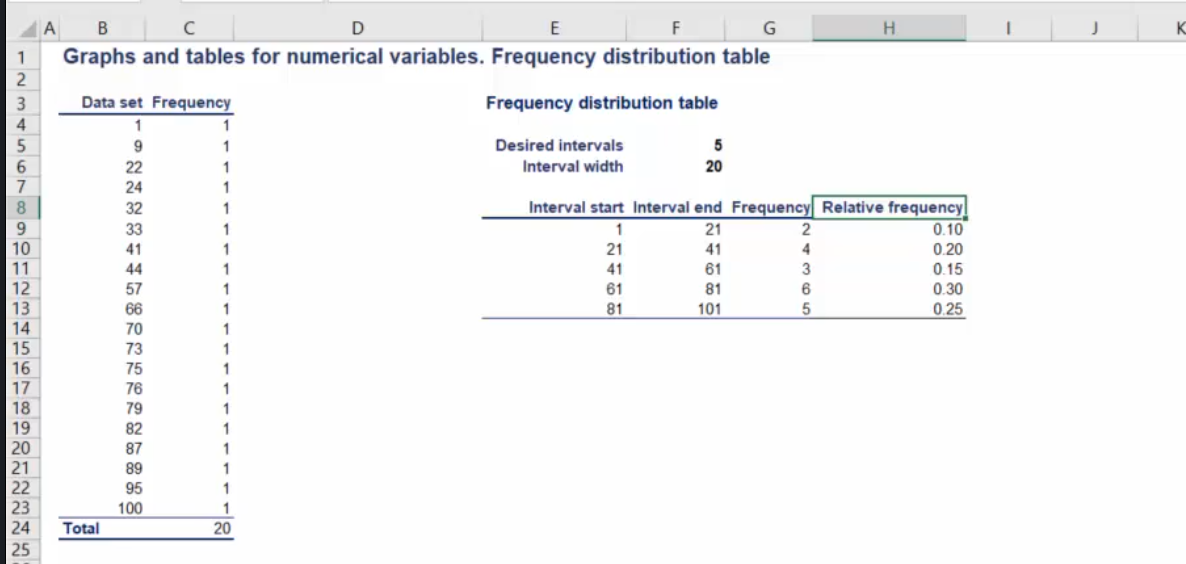 A B C D E F G H I J K
1 Graphs and tables for numerical variables. Frequency distribution table
2
3 Data set Frequency Frequency distribution table
4 1 1
5 9 1 Desired intervals 5
6 22 1 Interval width 20
7 24 1
8 32 1 Interval start Interval end Frequency Relative frequency
9 33 1 1 21 2 0.10
10 41 1 21 41 4 0.20
11 44 1 41 61 3 0.15
12 57 1 61 81 6 0.30
13 66 1 81 101 5 0.25
14 70 1
15 73 1
16 75 1
17 76 1
18 79 1
19 82 1
20 87 1
21 89 1
22 95 1
23 100 1
24 Total 20
25